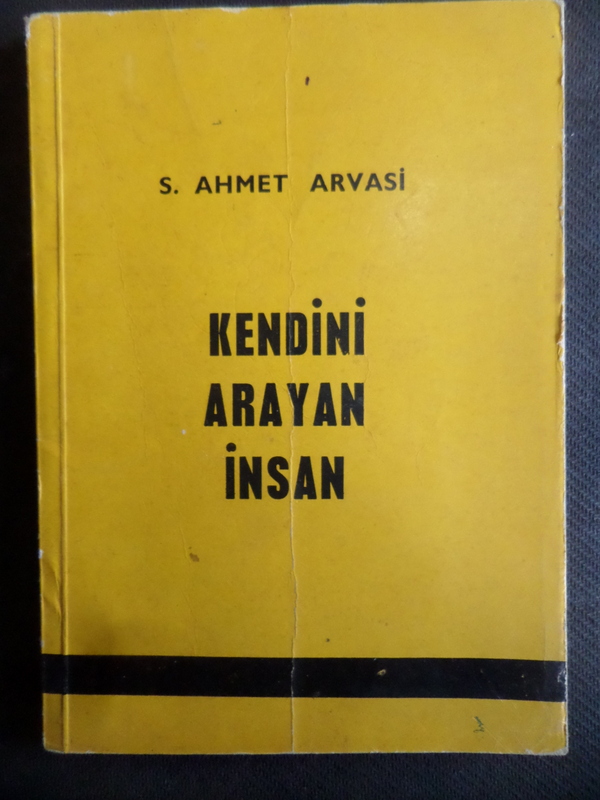 S. AHMET ARVASİ
KENDİNİ
ARAYAN
İNSAN